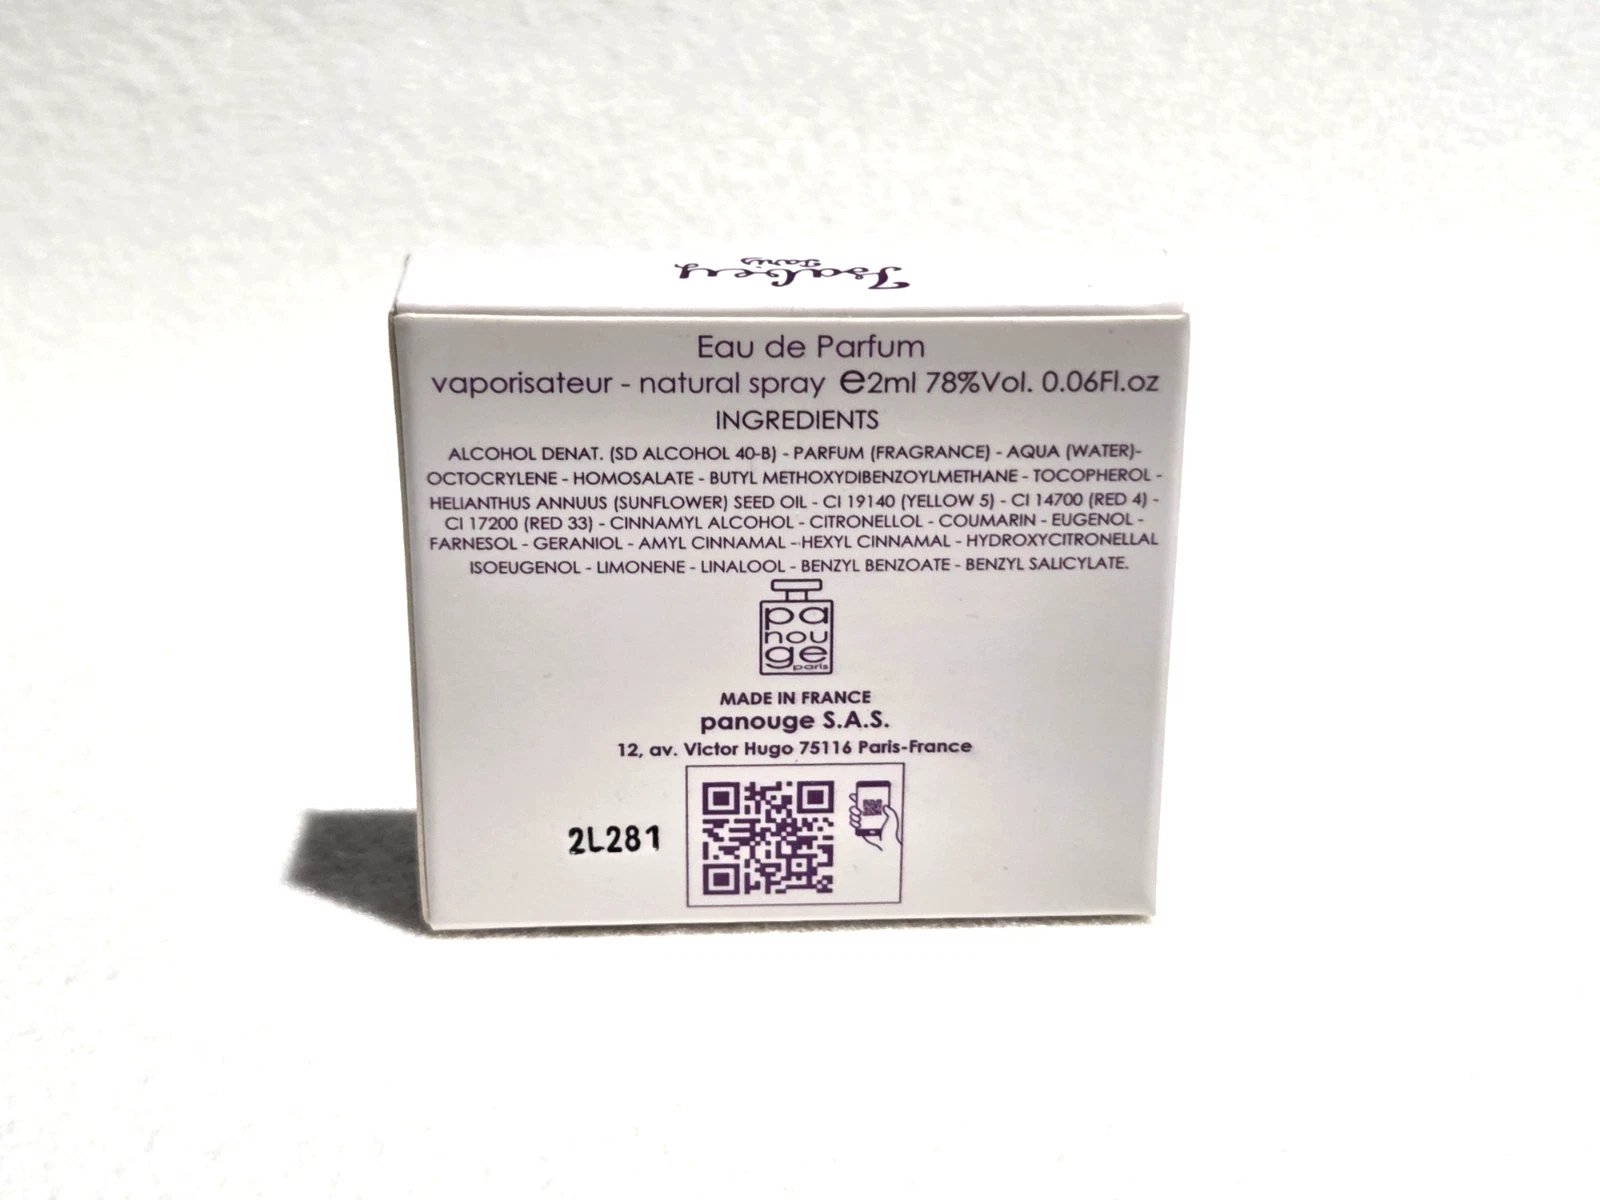 Isabey
Paris
Eau de Parfum
vaporisateur - natural spray ℮2ml 78%Vol. 0.06Fl.oz
INGREDIENTS
ALCOHOL DENAT. (SD ALCOHOL 40-B) - PARFUM (FRAGRANCE) - AQUA (WATER)-
OCTOCRYLENE - HOMOSALATE - BUTYL METHOXYDIBENZOYLMETHANE - TOCOPHEROL -
HELIANTHUS ANNUUS (SUNFLOWER) SEED OIL - CI 19140 (YELLOW 5) - CI 14700 (RED 4) -
CI 17200 (RED 33) - CINNAMYL ALCOHOL - CITRONELLOL - COUMARIN - EUGENOL -
FARNESOL - GERANIOL - AMYL CINNAMAL - HEXYL CINNAMAL - HYDROXYCITRONELLAL
ISOEUGENOL - LIMONENE - LINALOOL - BENZYL BENZOATE - BENZYL SALICYLATE.
pa
nou
ge
paris
MADE IN FRANCE
panouge S.A.S.
12, av. Victor Hugo 75116 Paris-France
2L281